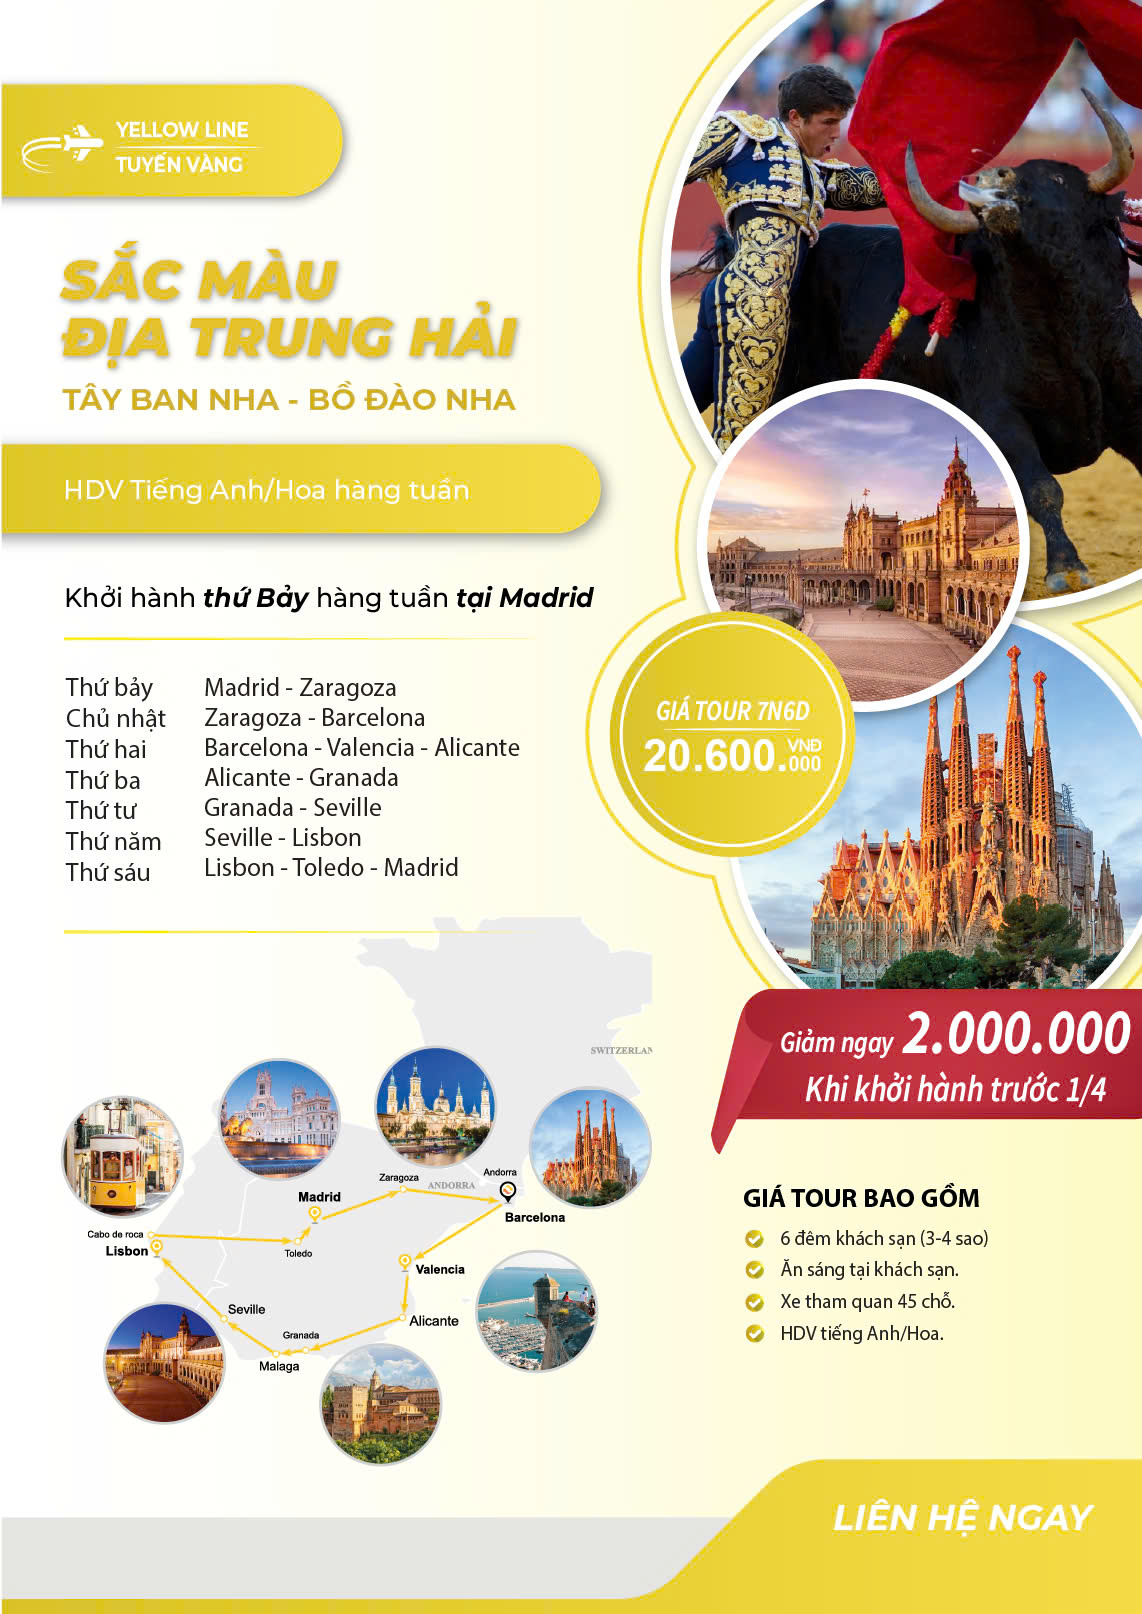 YELLOW LINE
TUYẾN VÀNG
SẮC MÀU
ĐỊA TRUNG HẢI
TÂY BAN NHA - BỒ ĐÀO NHA
HDV Tiếng Anh/Hoa hàng tuần
Khởi hành thứ Bảy hàng tuần tại Madrid
Thứ bảy Madrid - Zaragoza
Chủ nhật Zaragoza - Barcelona
Thứ hai Barcelona - Valencia - Alicante
Thứ ba Alicante - Granada
Thứ tư Granada - Seville
Thứ năm Seville - Lisbon
Thứ sáu Lisbon - Toledo - Madrid
GIÁ TOUR 7N6D
20.600.000 VNĐ
Giảm ngay 2.000.000
Khi khởi hành trước 1/4
SWITZERLAN
Zaragoza
Andorra
ANDORRA
Madrid
Barcelona
Cabo de roca
Lisbon
Toledo
Valencia
Seville
Alicante
Granada
Malaga
GIÁ TOUR BAO GỒM
6 đêm khách sạn (3-4 sao)
Ăn sáng tại khách sạn.
Xe tham quan 45 chỗ.
HDV tiếng Anh/Hoa.
LIÊN HỆ NGAY